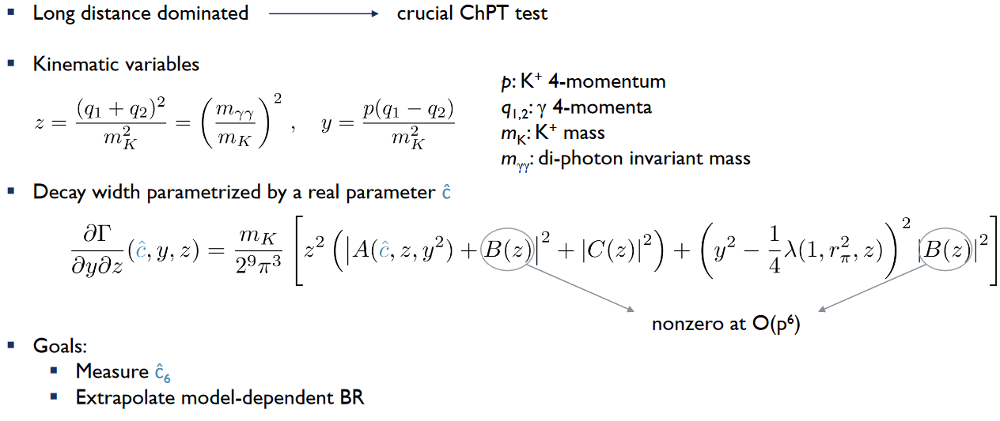 ▪ Long distance dominated ⟶ crucial ChPT test
▪ Kinematic variables
z = \frac{(q_1 + q_2)^2}{m_K^2} = \left(\frac{m_{\gamma\gamma}}{m_K}\right)^2, y = \frac{p(q_1 - q_2)}{m_K^2}
p: K⁺ 4-momentum
q₁,₂: γ 4-momenta
m_K: K⁺ mass
m_γγ: di-photon invariant mass
▪ Decay width parametrized by a real parameter ĉ
\frac{\partial\Gamma}{\partial y \partial z}(\hat{c}, y, z) = \frac{m_K}{2^9 \pi^3} \left[ z^2 \left( |A(\hat{c}, z, y^2) + B(z)|^2 + |C(z)|^2 \right) + \left( y^2 - \frac{1}{4} \lambda(1, r_\pi^2, z) \right)^2 |B(z)|^2 \right]
nonzero at O(p⁶)
▪ Goals:
▪ Measure ĉ₆
▪ Extrapolate model-dependent BR